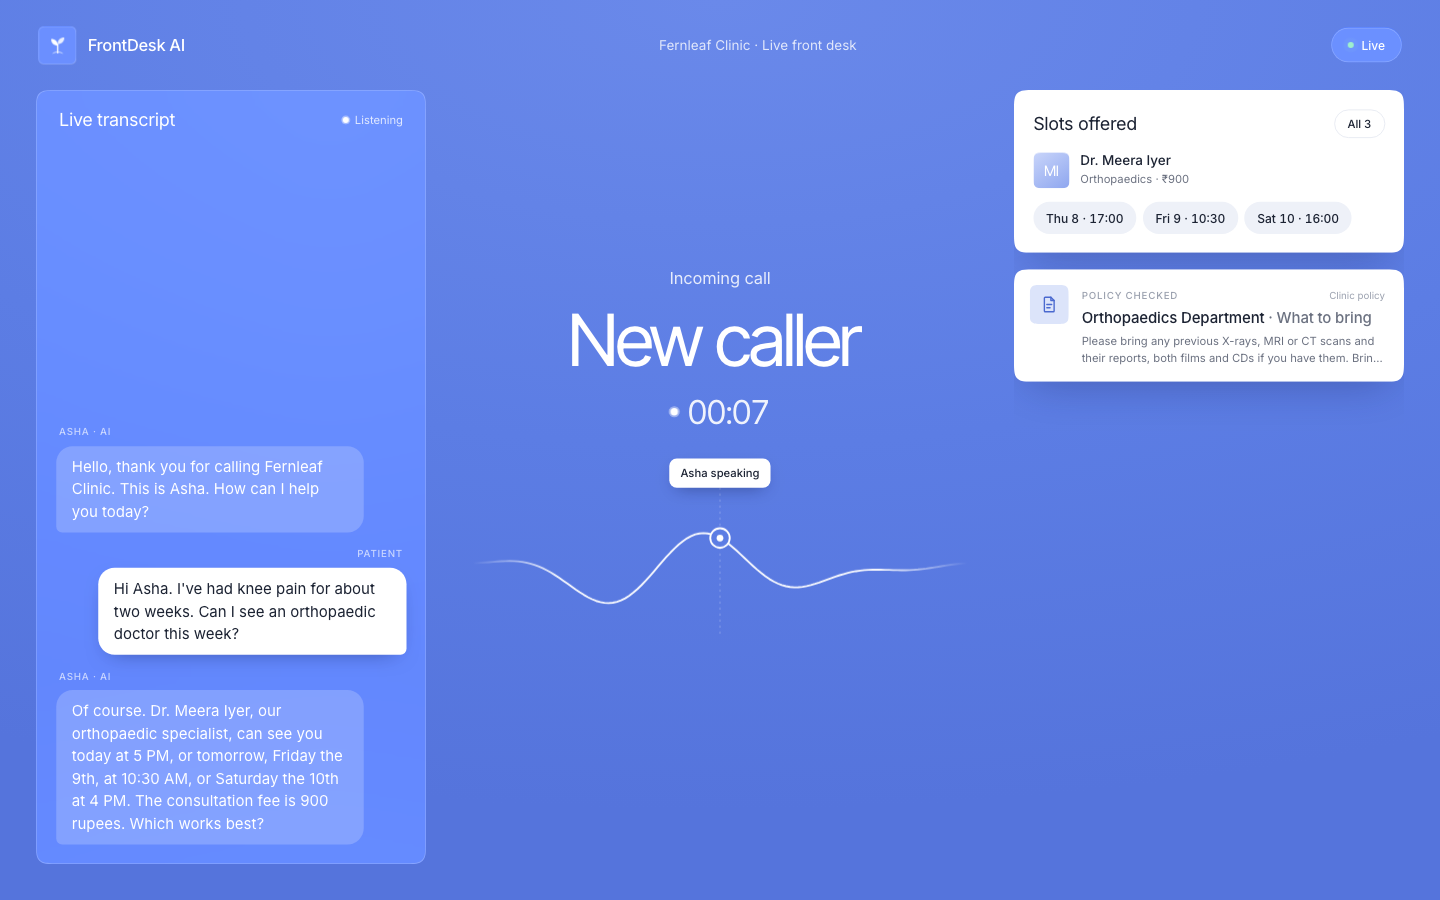 FrontDesk AI
Fernleaf Clinic · Live front desk
Live
Live transcript
Listening
ASHA · AI
Hello, thank you for calling Fernleaf
Clinic. This is Asha. How can I help
you today?
PATIENT
Hi Asha. I've had knee pain for about
two weeks. Can I see an orthopaedic
doctor this week?
ASHA · AI
Of course. Dr. Meera Iyer, our
orthopaedic specialist, can see you
today at 5 PM, or tomorrow, Friday the
9th, at 10:30 AM, or Saturday the 10th
at 4 PM. The consultation fee is 900
rupees. Which works best?
Incoming call
New caller
00:07
Asha speaking
Slots offered
All 3
MI
Dr. Meera Iyer
Orthopaedics · ₹900
Thu 8 · 17:00
Fri 9 · 10:30
Sat 10 · 16:00
POLICY CHECKED
Clinic policy
Orthopaedics Department · What to bring
Please bring any previous X-rays, MRI or CT scans and
their reports, both films and CDs if you have them. Brin...